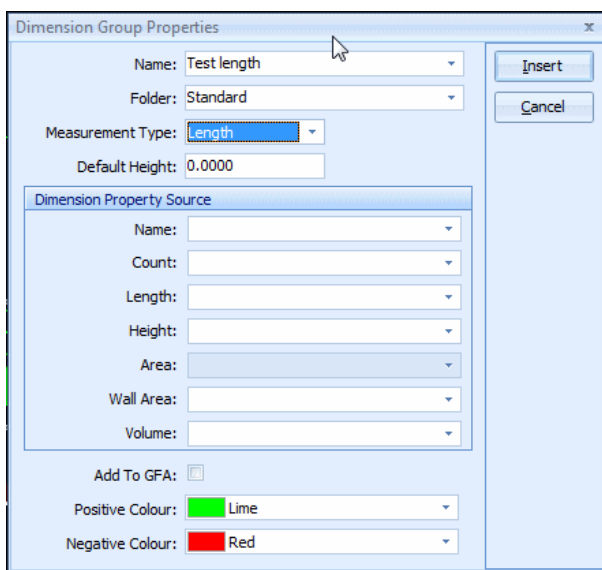 Dimension Group Properties
x
Name: Test length
Folder: Standard
Measurement Type: Length
Default Height: 0.0000
Dimension Property Source
Name:
Count:
Length:
Height:
Area:
Wall Area:
Volume:
Add To GFA:
Positive Colour: Lime
Negative Colour: Red
Insert
Cancel